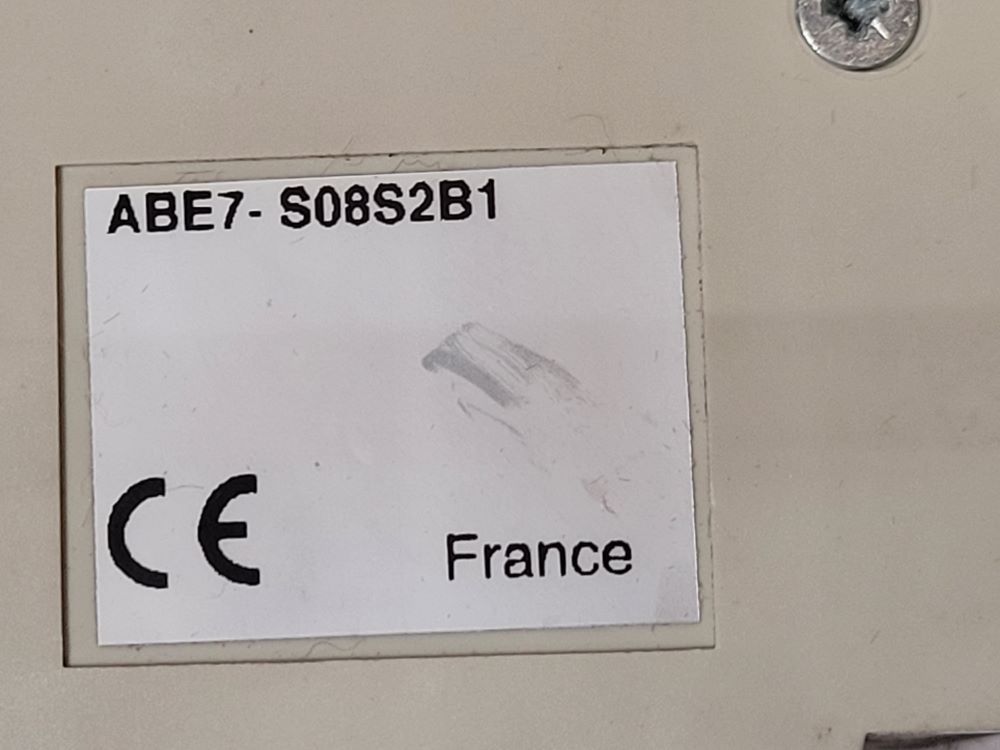 ABE7- S08S2B1
CE
France